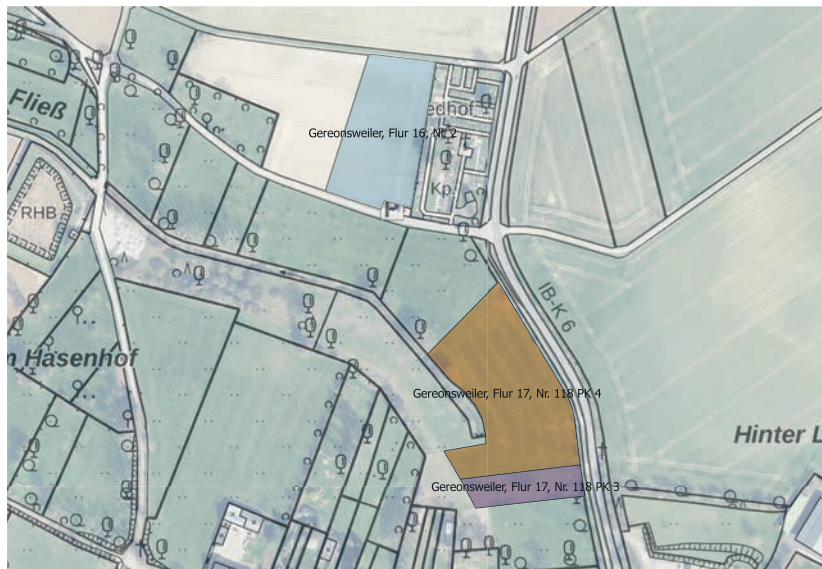 Fließ
edhof
Gereonsweiler, Flur 16, Nr. 2
Kp.
P
RHB
IB-K 6
n Hasenhof
Gereonsweiler, Flur 17, Nr. 118 PK 4
Hinter L
Gereonsweiler, Flur 17, Nr. 118 PK 3